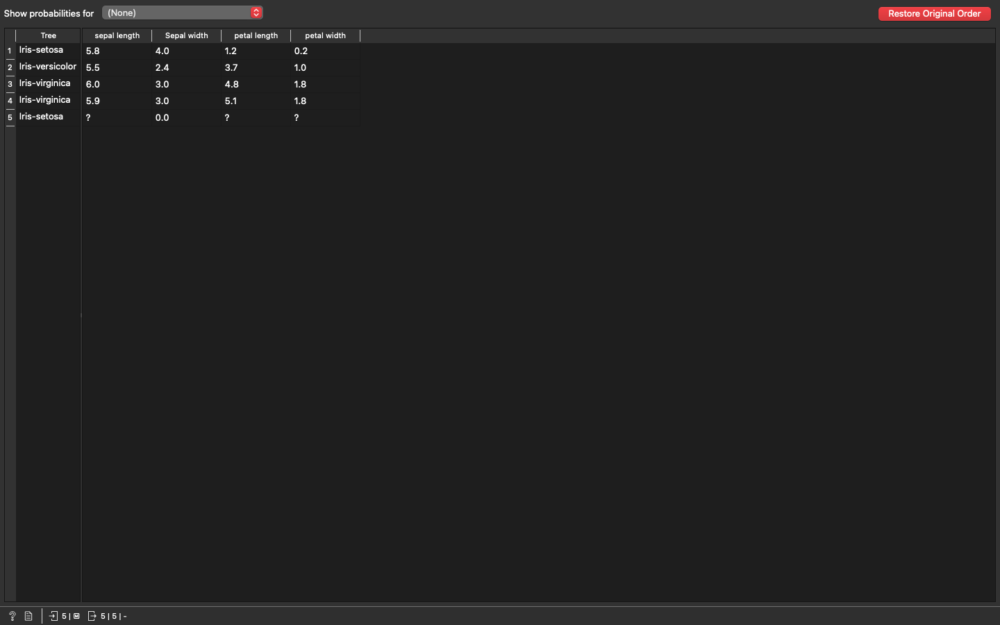 Show probabilities for (None) Restore Original Order
Tree sepal length Sepal width petal length petal width
1 Iris-setosa 5.8 4.0 1.2 0.2
2 Iris-versicolor 5.5 2.4 3.7 1.0
3 Iris-virginica 6.0 3.0 4.8 1.8
4 Iris-virginica 5.9 3.0 5.1 1.8
5 Iris-setosa ? 0.0 ? ?
? 5 | M 5 | 5 | -